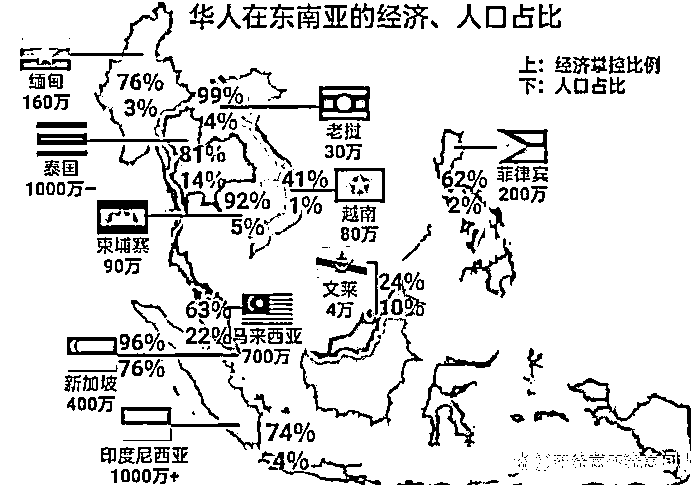 华人在东南亚的经济、人口占比
上：经济掌控比例
下：人口占比
缅甸
160万
76%
3%
99%
4%
老挝
30万
泰国
1000万-
81%
14%
菲律宾
200万
62%
2%
41%
1%
越南
80万
92%
5%
柬埔寨
90万
文莱
4万
24%
10%
63%
22%
马来西亚
700万
96%
76%
新加坡
400万
74%
4%
印度尼西亚
1000万+